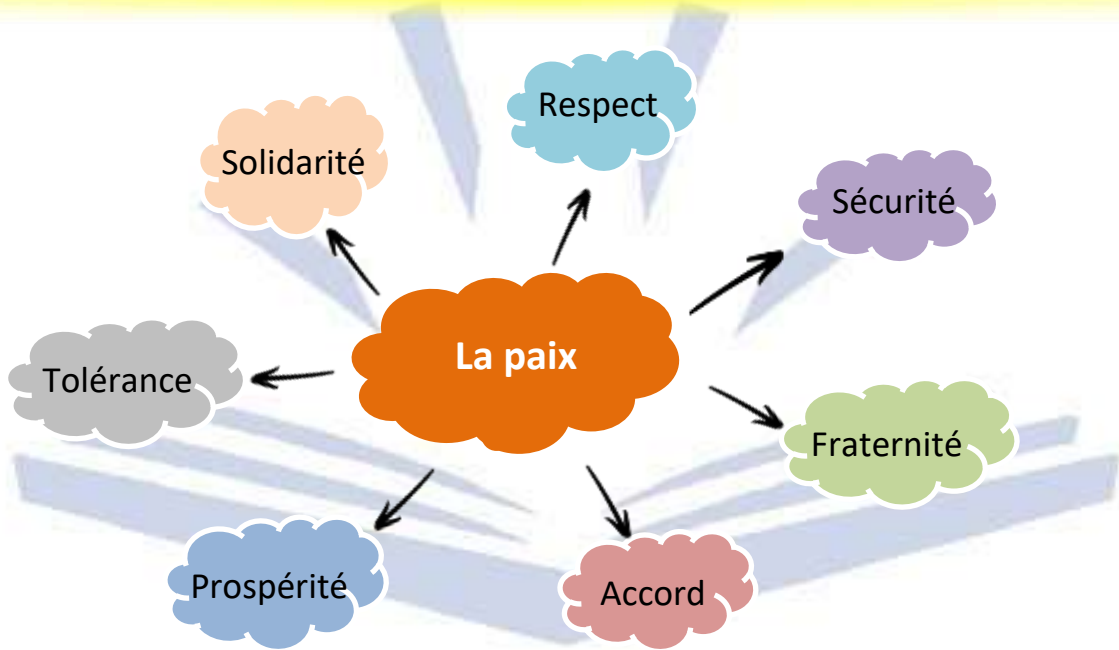 Respect
Solidarité
Sécurité
La paix
Tolérance
Fraternité
Prospérité
Accord